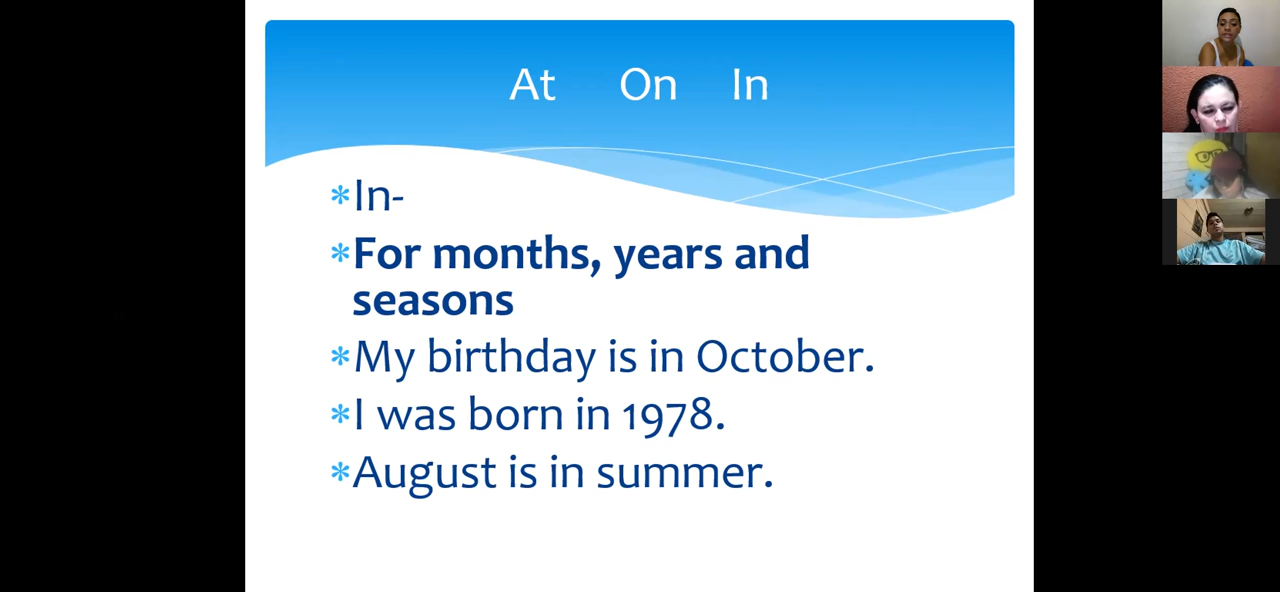 At On In
*In-
*For months, years and
seasons
*My birthday is in October.
*I was born in 1978.
*August is in summer.